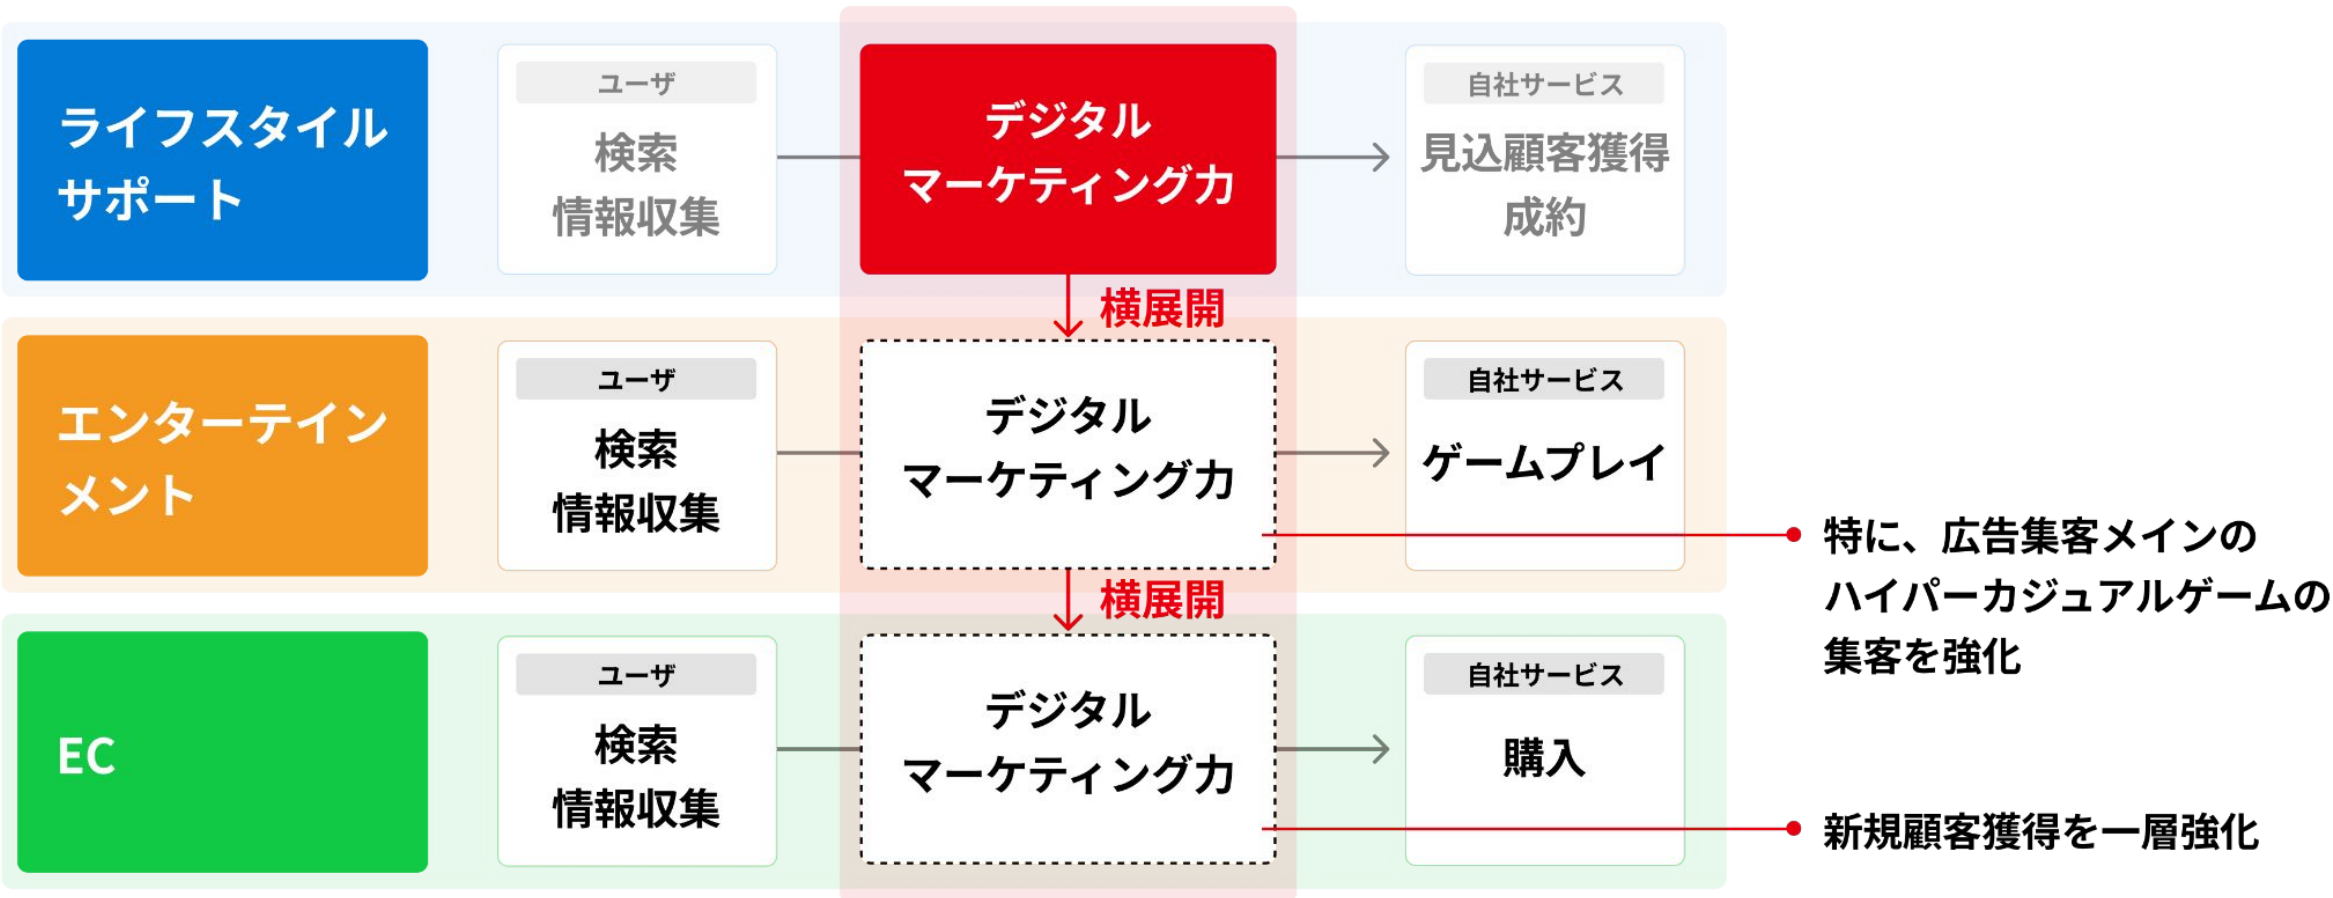 ライフスタイル
サポート
ユーザ
検索
情報収集
デジタル
マーケティング力
自社サービス
見込顧客獲得
成約
横展開
エンターテイン
メント
ユーザ
検索
情報収集
デジタル
マーケティング力
自社サービス
ゲームプレイ
特に、広告集客メインの
ハイパーカジュアルゲームの
集客を強化
横展開
EC
ユーザ
検索
情報収集
デジタル
マーケティング力
自社サービス
購入
新規顧客獲得を一層強化